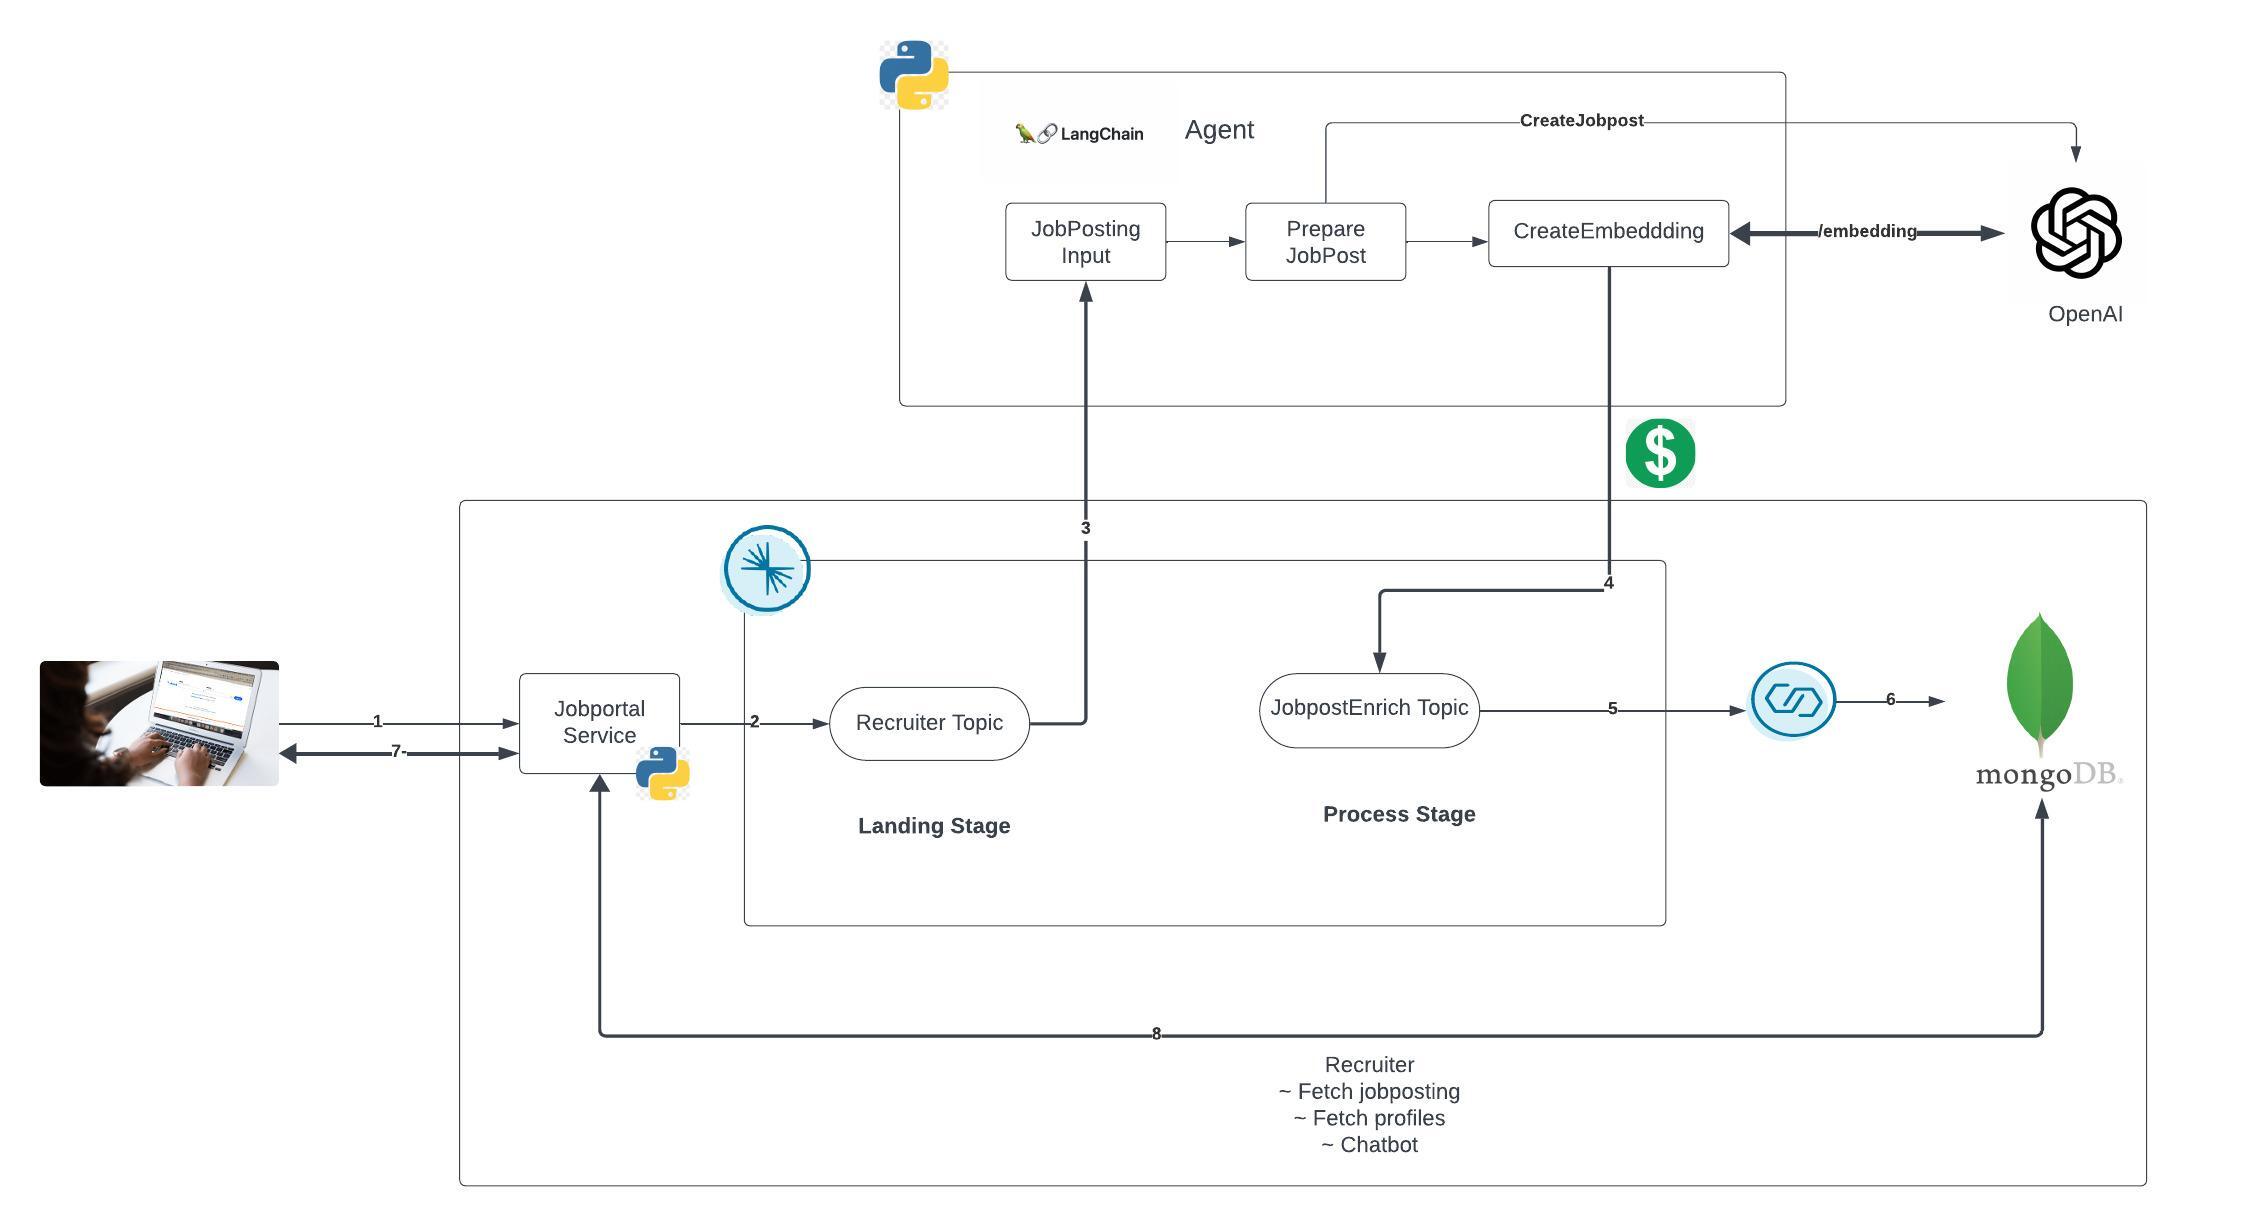 LangChain
Agent
CreateJobpost
JobPosting
Input
Prepare
JobPost
CreateEmbeddding
/embedding
OpenAI
$
3
4
Jobportal
Service
1
7-
2
Recruiter Topic
JobpostEnrich Topic
5
6
mongoDB
Landing Stage
Process Stage
8
Recruiter
~ Fetch jobposting
~ Fetch profiles
~ Chatbot